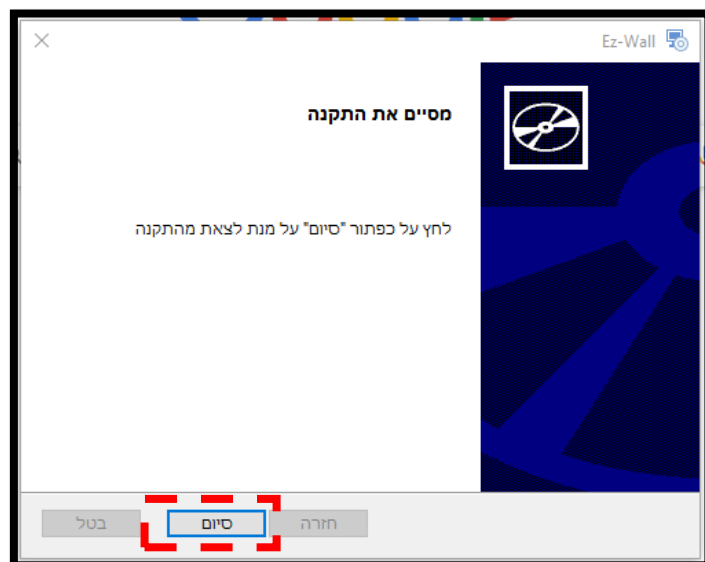 Ez-Wall
מסיים את התקנה
לחץ על כפתור "סיום" על מנת לצאת מהתקנה
חזרה
סיום
בטל